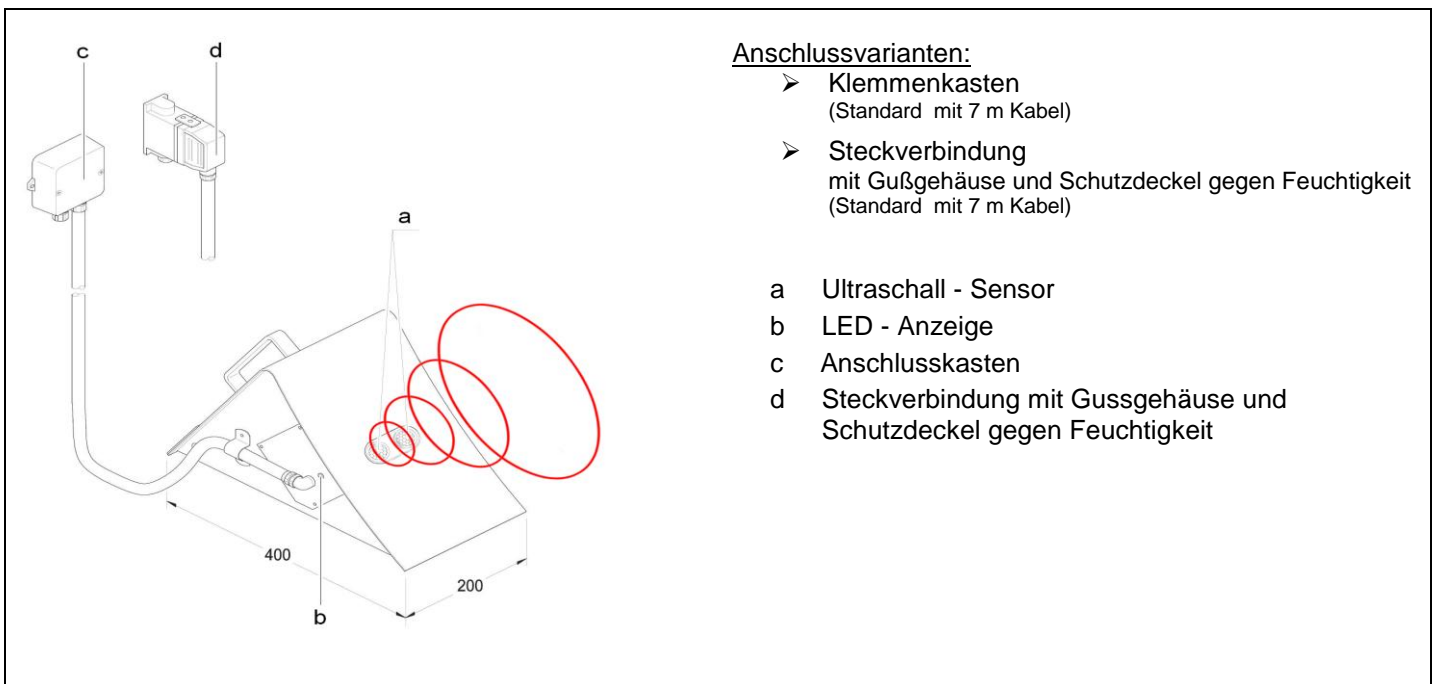 c
d
a
400
200
b
Anschlussvarianten:
➢ Klemmenkasten
(Standard mit 7 m Kabel)
➢ Steckverbindung
mit Gußgehäuse und Schutzdeckel gegen Feuchtigkeit
(Standard mit 7 m Kabel)
a Ultraschall - Sensor
b LED - Anzeige
c Anschlusskasten
d Steckverbindung mit Gussgehäuse und
Schutzdeckel gegen Feuchtigkeit